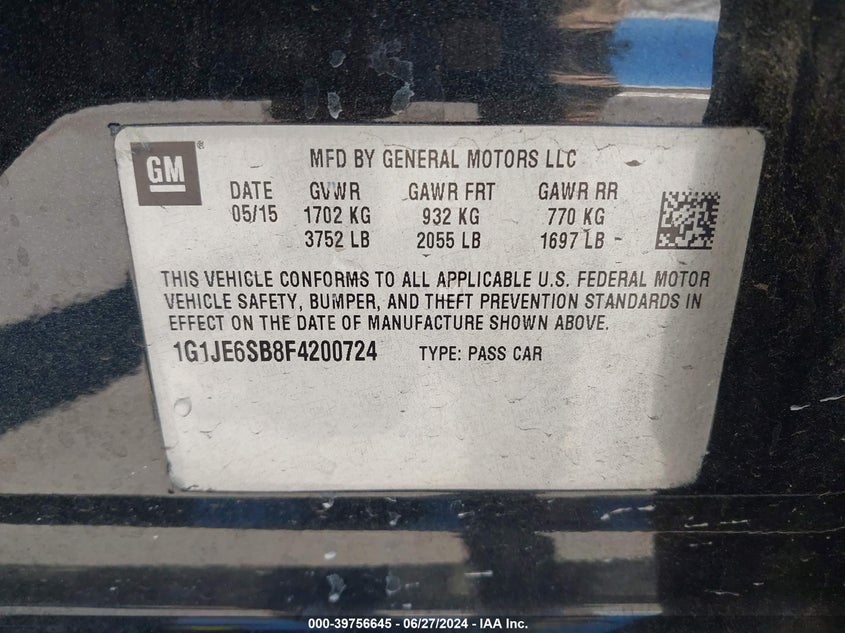 GM®
MFD BY GENERAL MOTORS LLC
DATE GVWR GAWR FRT GAWR RR
05/15 1702 KG 932 KG 770 KG
3752 LB 2055 LB 1697 LB
THIS VEHICLE CONFORMS TO ALL APPLICABLE U.S. FEDERAL MOTOR
VEHICLE SAFETY, BUMPER, AND THEFT PREVENTION STANDARDS IN
EFFECT ON THE DATE OF MANUFACTURE SHOWN ABOVE.
1G1JE6SB8F4200724 TYPE: PASS CAR
000-39756645 - 06/27/2024 - IAA Inc.